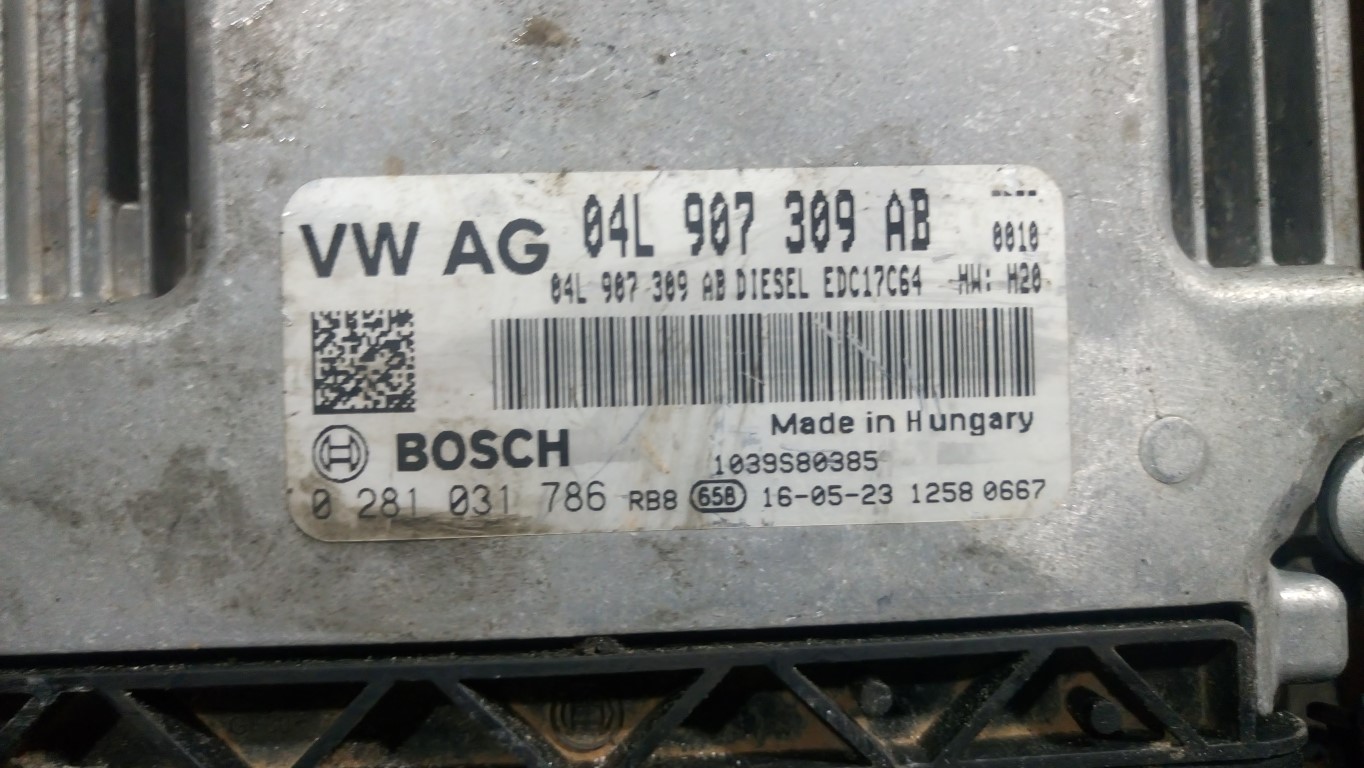 VW AG 04L 907 309 AB
0010
04L 907 309 AB DIESEL EDC17C64 HW: H20
Made in Hungary
BOSCH
1039S80385
0 281 031 786 RB8 658 16-05-23 1258 0667